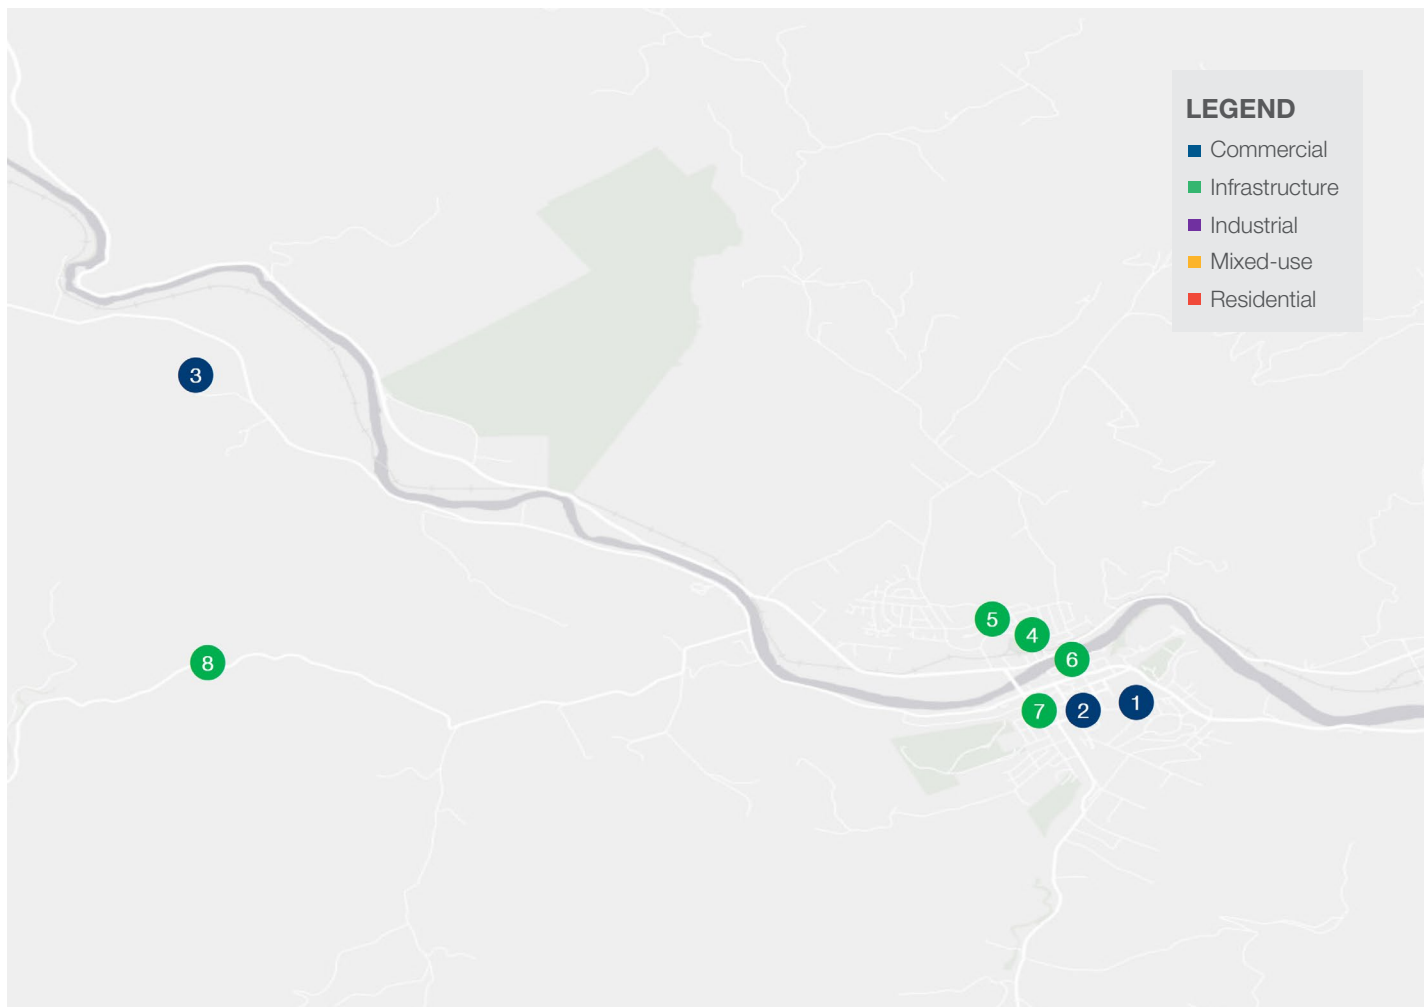 LEGEND
Commercial
Infrastructure
Industrial
Mixed-use
Residential
3
5
4
6
8
1
2
7